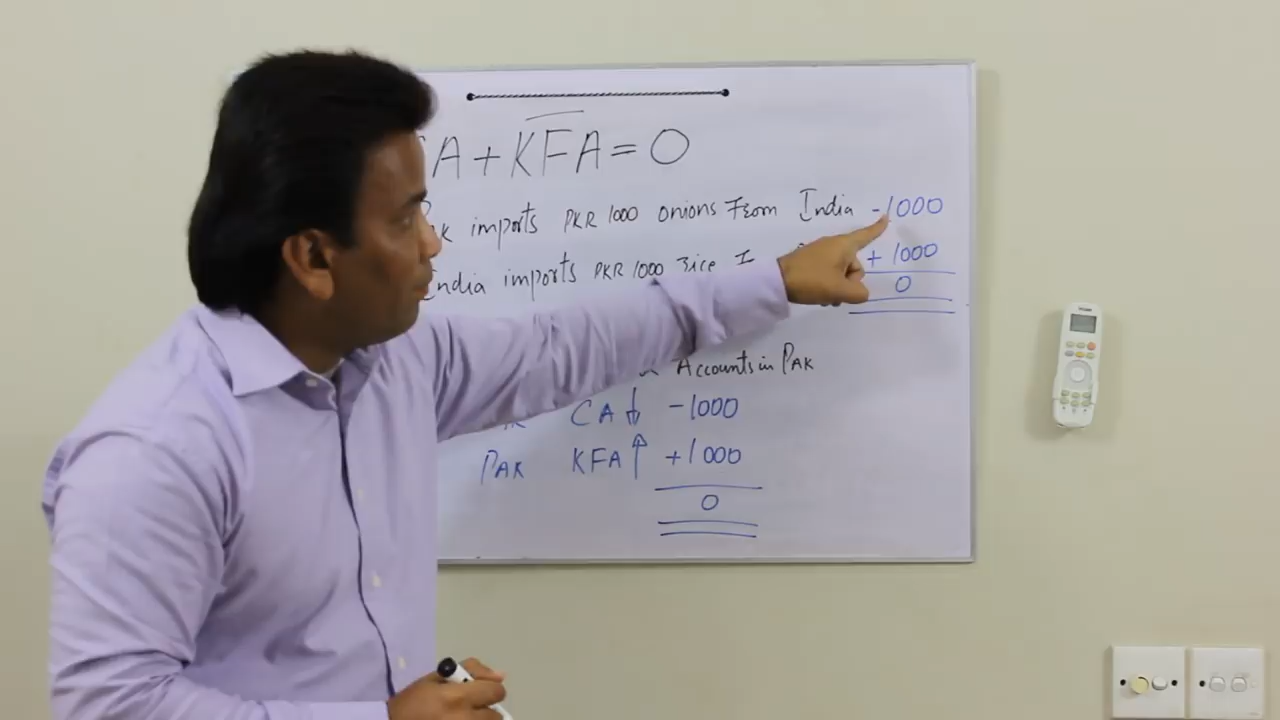 A + KFA = 0
imports PKR 1000 onions From India -1000
India imports PKR 1000 rice + 1000
0
Accounts in PAK
CA ↓ -1000
PAK KFA ↑ +1000
0